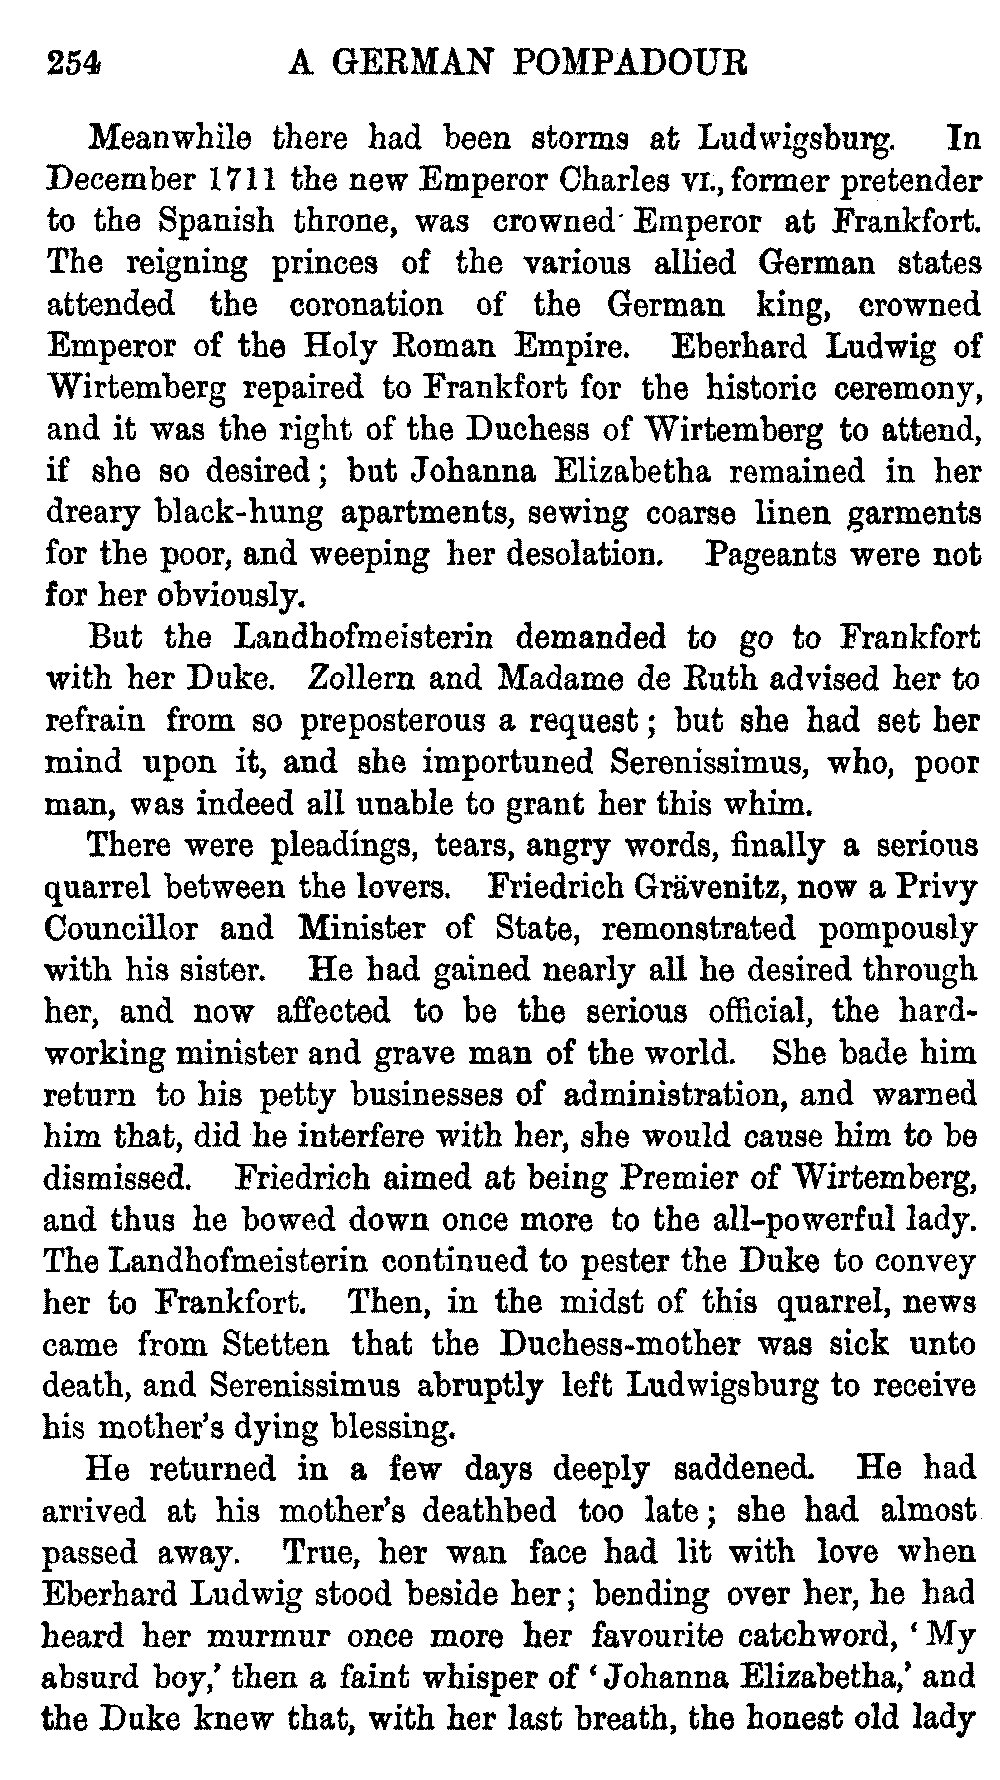 254 A GERMAN POMPADOUR
Meanwhile there had been storms at Ludwigsburg. In
December 1711 the new Emperor Charles VI., former pretender
to the Spanish throne, was crowned Emperor at Frankfort.
The reigning princes of the various allied German states
attended the coronation of the German king, crowned
Emperor of the Holy Roman Empire. Eberhard Ludwig of
Wirtemberg repaired to Frankfort for the historic ceremony,
and it was the right of the Duchess of Wirtemberg to attend,
if she so desired; but Johanna Elizabetha remained in her
dreary black-hung apartments, sewing coarse linen garments
for the poor, and weeping her desolation. Pageants were not
for her obviously.
But the Landhofmeisterin demanded to go to Frankfort
with her Duke. Zollern and Madame de Ruth advised her to
refrain from so preposterous a request; but she had set her
mind upon it, and she importuned Serenissimus, who, poor
man, was indeed all unable to grant her this whim.
There were pleadings, tears, angry words, finally a serious
quarrel between the lovers. Friedrich Grävenitz, now a Privy
Councillor and Minister of State, remonstrated pompously
with his sister. He had gained nearly all he desired through
her, and now affected to be the serious official, the hard-
working minister and grave man of the world. She bade him
return to his petty businesses of administration, and warned
him that, did he interfere with her, she would cause him to be
dismissed. Friedrich aimed at being Premier of Wirtemberg,
and thus he bowed down once more to the all-powerful lady.
The Landhofmeisterin continued to pester the Duke to convey
her to Frankfort. Then, in the midst of this quarrel, news
came from Stetten that the Duchess-mother was sick unto
death, and Serenissimus abruptly left Ludwigsburg to receive
his mother's dying blessing.
He returned in a few days deeply saddened. He had
arrived at his mother's deathbed too late; she had almost
passed away. True, her wan face had lit with love when
Eberhard Ludwig stood beside her; bending over her, he had
heard her murmur once more her favourite catchword, 'My
absurd boy,' then a faint whisper of 'Johanna Elizabetha,' and
the Duke knew that, with her last breath, the honest old lady